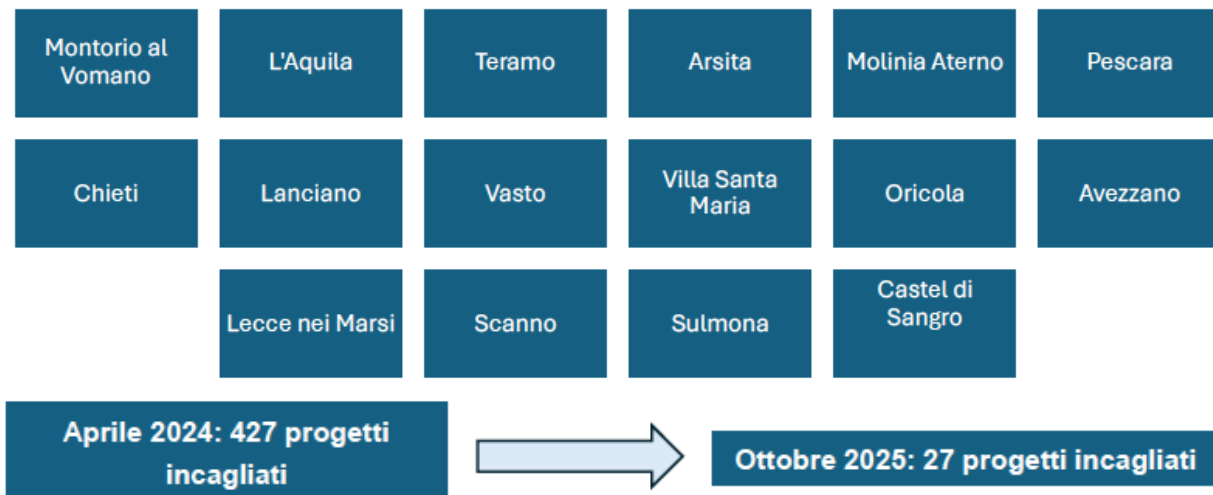 Montorio al
Vomano
L'Aquila
Teramo
Arsita
Molinia Aterno
Pescara
Chieti
Lanciano
Vasto
Villa Santa
Maria
Oricola
Avezzano
Lecce nei Marsi
Scanno
Sulmona
Castel di
Sangro
Aprile 2024: 427 progetti
incagliati
Ottobre 2025: 27 progetti incagliati